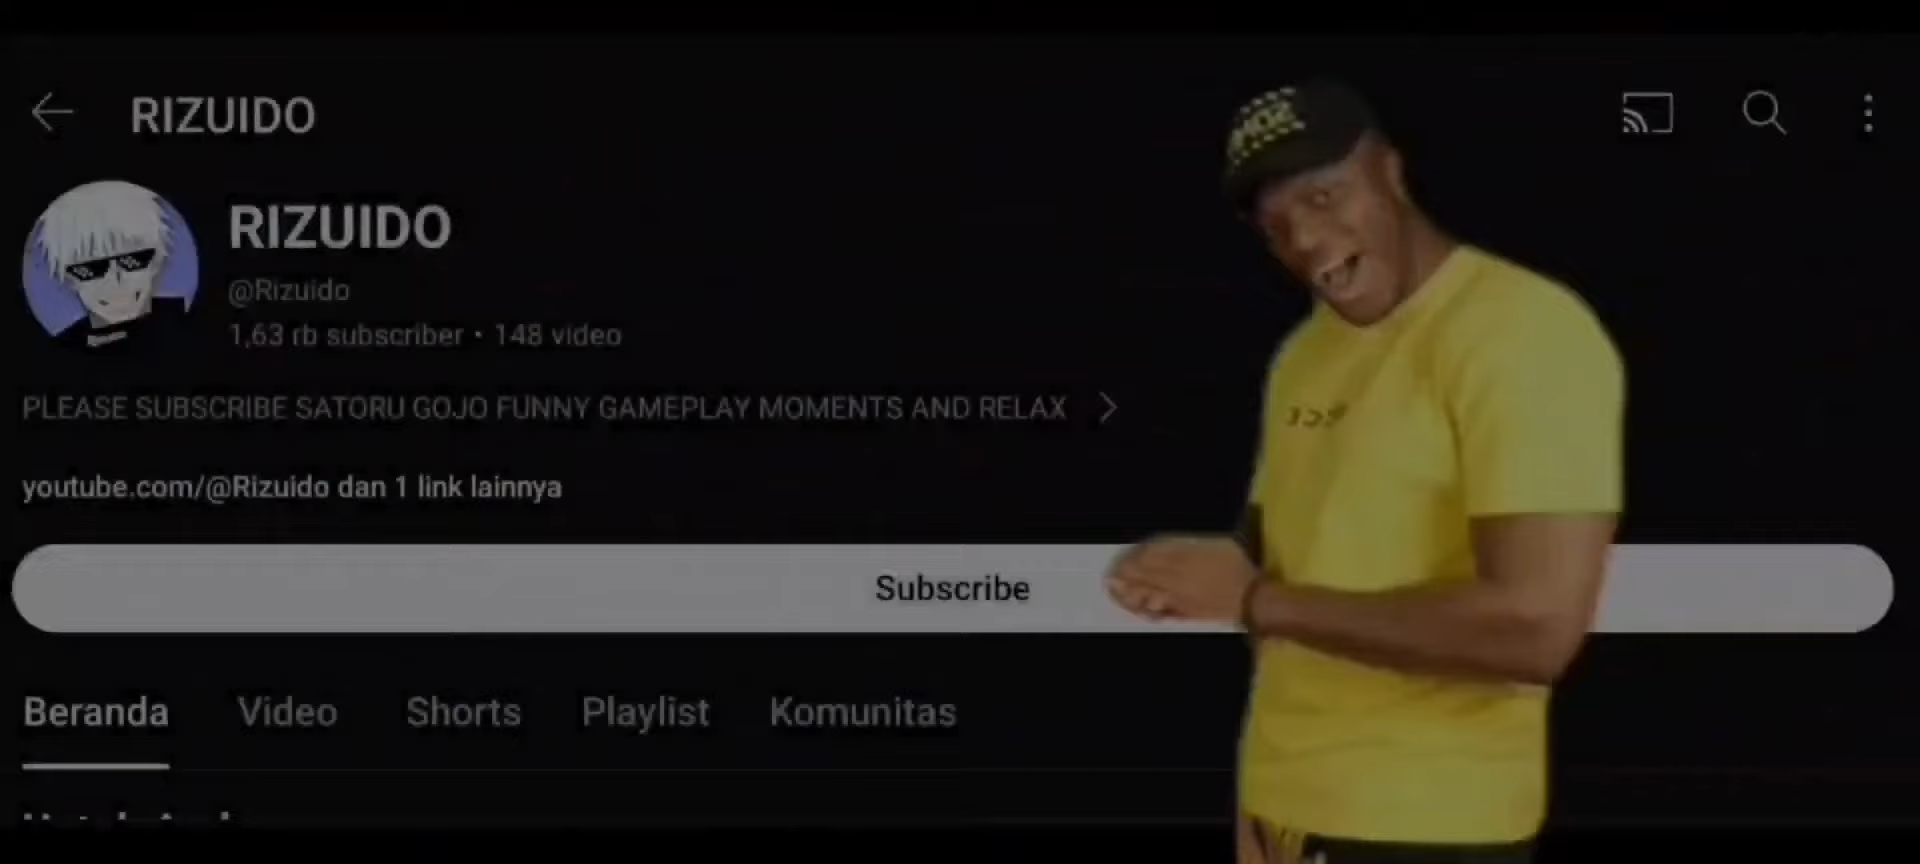 RIZUIDO
RIZUIDO
@Rizuido
1,63 rb subscriber • 148 video
PLEASE SUBSCRIBE SATORU GOJO FUNNY GAMEPLAY MOMENTS AND RELAX
youtube.com/@Rizuido dan 1 link lainnya
Subscribe
Beranda Video Shorts Playlist Komunitas